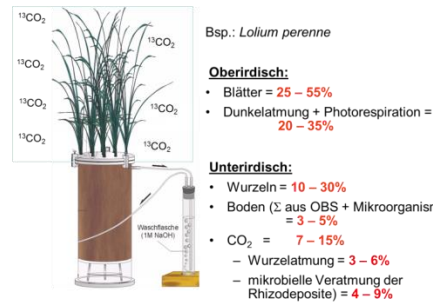 ¹³CO₂
¹³CO₂
¹³CO₂
¹³CO₂
¹³CO₂
¹³CO₂
¹³CO₂
Waschflasche
(1M NaOH)
Bsp.: Lolium perenne
Oberirdisch:
• Blätter = 25 – 55%
• Dunkelatmung + Photorespiration =
20 – 35%
Unterirdisch:
• Wurzeln = 10 – 30%
• Boden (Σ aus OBS + Mikroorganism
= 3 – 5%
• CO₂ = 7 – 15%
– Wurzelatmung = 3 – 6%
– mikrobielle Veratmung der
Rhizodeposite) = 4 – 9%